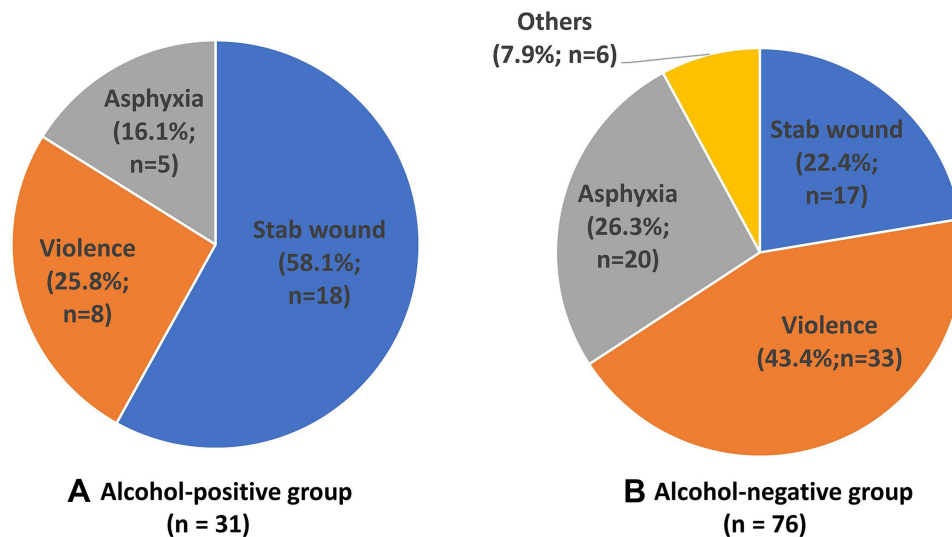 Asphyxia
(16.1%;
n=5)
Stab wound
(58.1%;
n=18)
Violence
(25.8%;
n=8)
A Alcohol-positive group
(n = 31)
Others
(7.9%; n=6)
Stab wound
(22.4%;
n=17)
Asphyxia
(26.3%;
n=20)
Violence
(43.4%;n=33)
B Alcohol-negative group
(n = 76)